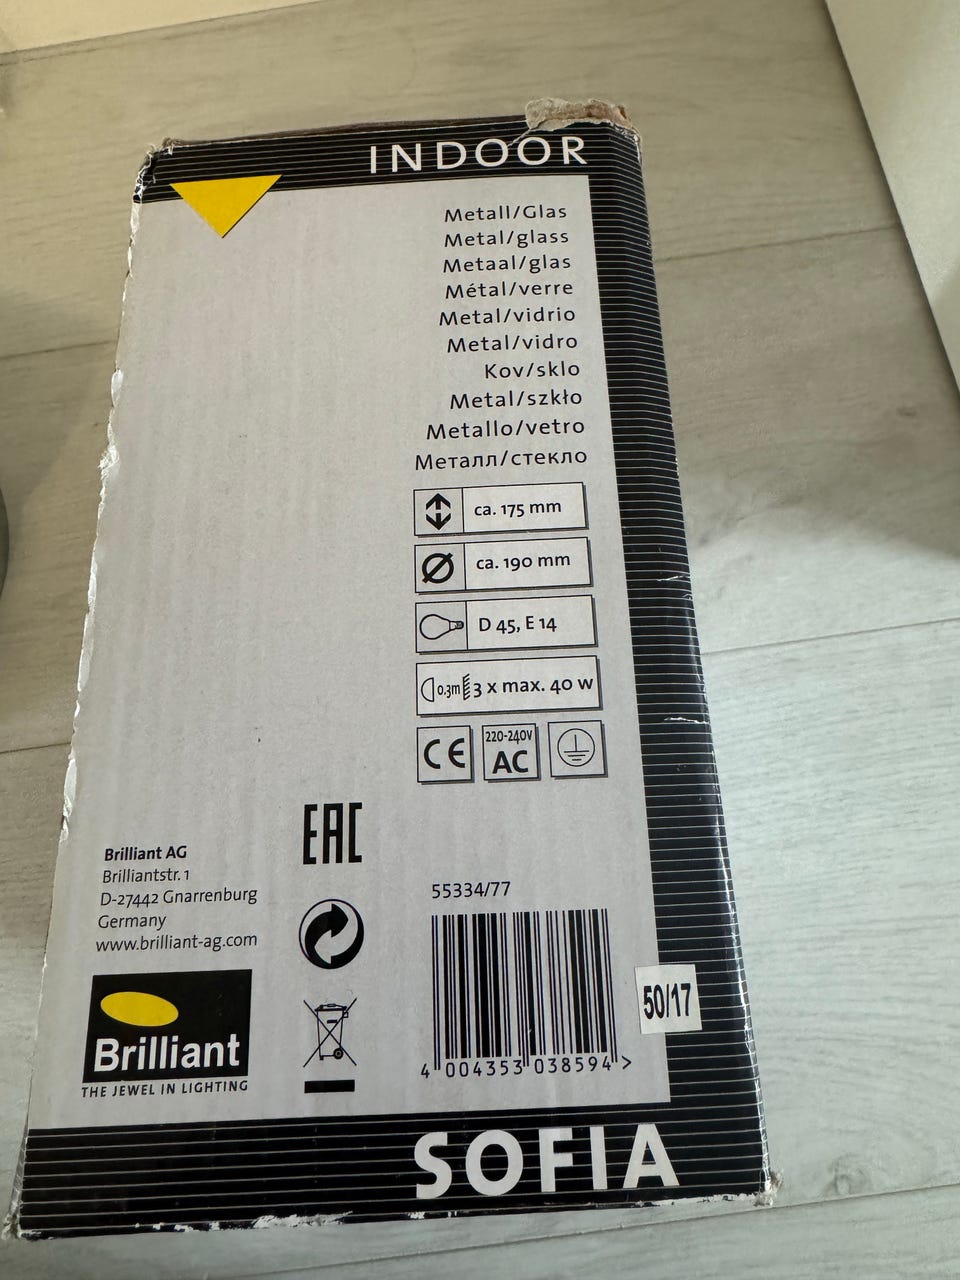 INDOOR
Metall/Glas
Metal/glass
Metaal/glas
Métal/verre
Metal/vidrio
Metal/vidro
Kov/sklo
Metal/szkło
Metallo/vetro
Металл/стекло
ca. 175 mm
ca. 190 mm
D 45, E 14
0.3m 3 x max. 40 W
CE
220-240V
AC
EAC
Brilliant AG
Brilliantstr. 1
D-27442 Gnarrenburg
Germany
www.brilliant-ag.com
55334/77
50/17
Brilliant
THE JEWEL IN LIGHTING
4 004353 038594 >
SOFIA